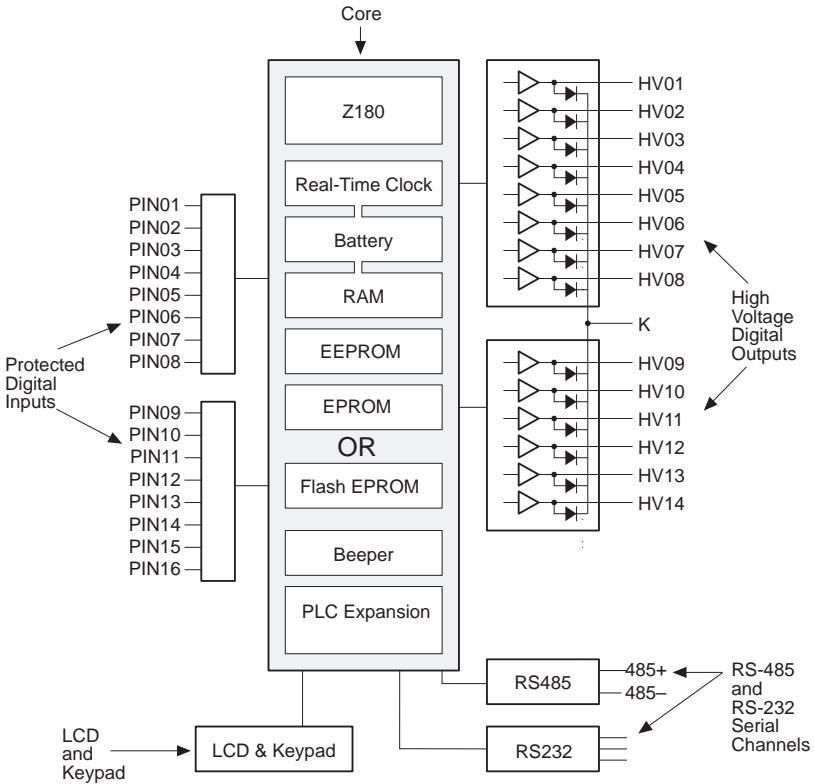 Core
Z180
Real-Time Clock
Battery
RAM
EEPROM
EPROM
OR
Flash EPROM
Beeper
PLC Expansion
PIN01
PIN02
PIN03
PIN04
PIN05
PIN06
PIN07
PIN08
Protected
Digital
Inputs
PIN09
PIN10
PIN11
PIN12
PIN13
PIN14
PIN15
PIN16
HV01
HV02
HV03
HV04
HV05
HV06
HV07
HV08
K
High
Voltage
Digital
Outputs
HV09
HV10
HV11
HV12
HV13
HV14
RS485
485+
485–
RS-485
and
RS-232
Serial
Channels
RS232
LCD & Keypad
LCD
and
Keypad